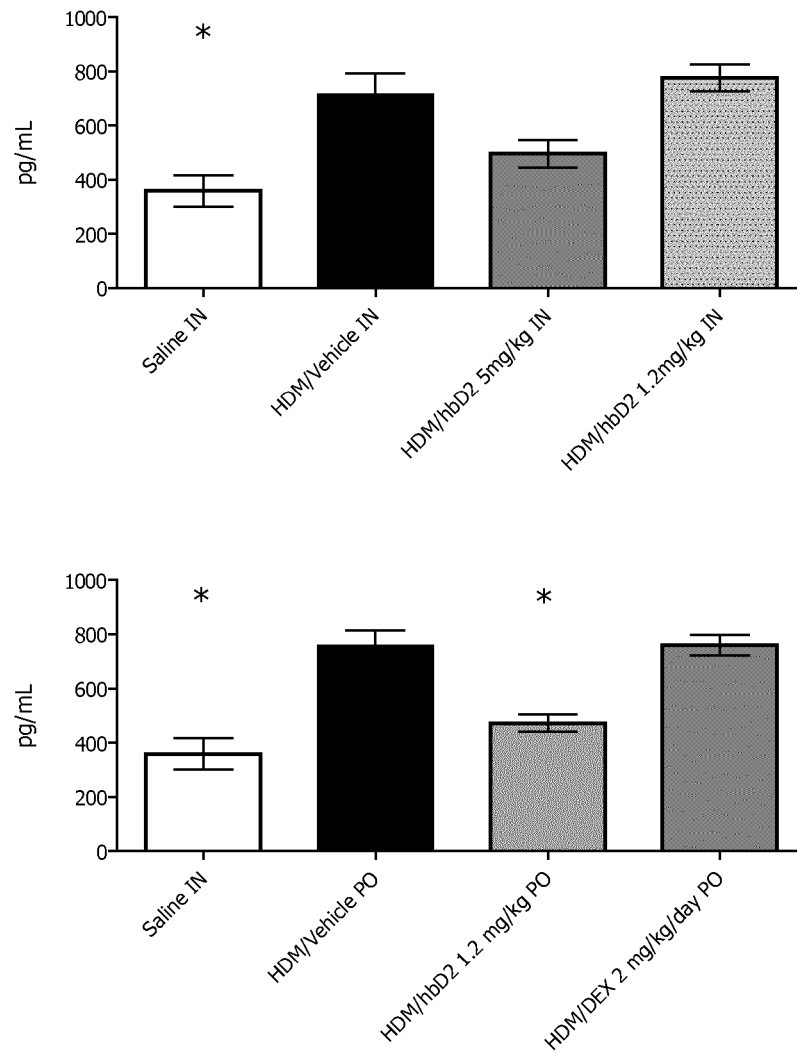 1000
*
800
600
400
200
0
pg/mL
Saline IN
HDM/Vehicle IN
HDM/hbD2 5mg/kg IN
HDM/hbD2 1.2mg/kg IN
1000
* *
800
600
400
200
0
pg/mL
Saline IN
HDM/Vehicle PO
HDM/hbD2 1.2 mg/kg PO
HDM/DEX 2 mg/kg/day PO